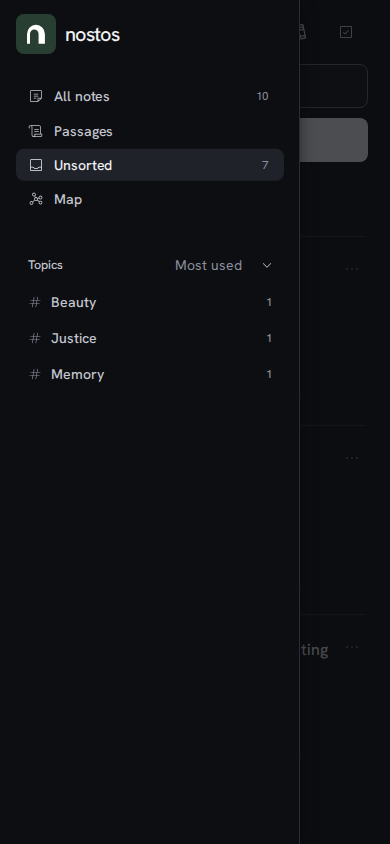 nostos
All notes 10
Passages
Unsorted 7
Map
Topics Most used
# Beauty 1
# Justice 1
# Memory 1
ting